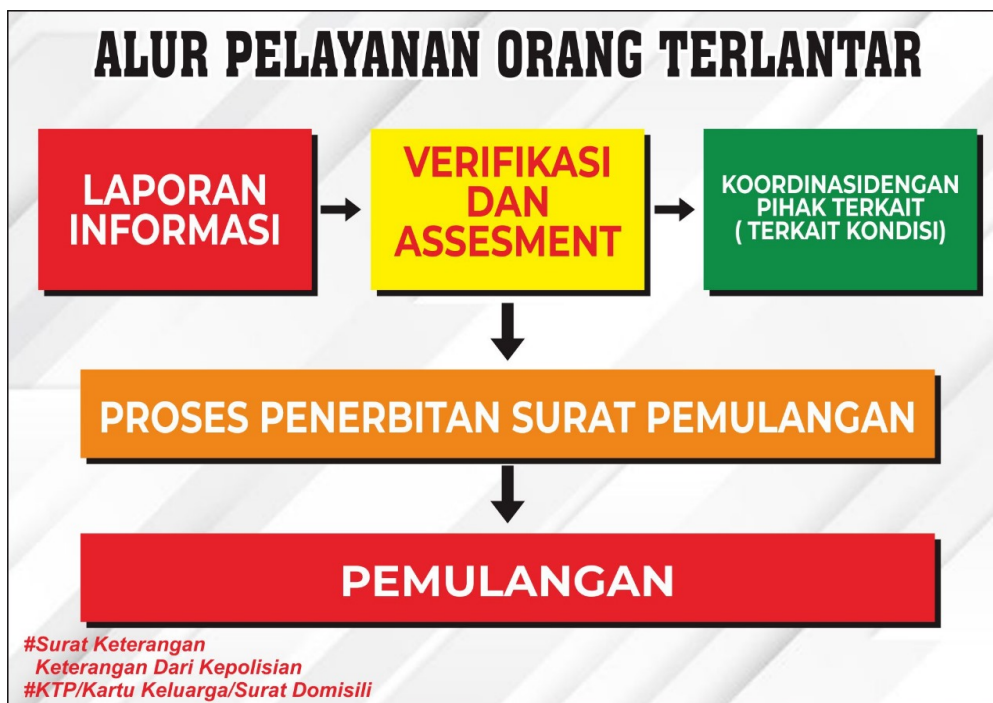 ALUR PELAYANAN ORANG TERLANTAR
LAPORAN
INFORMASI
VERIFIKASI
DAN
ASSESMENT
KOORDINASIDENGAN
PIHAK TERKAIT
( TERKAIT KONDISI)
PROSES PENERBITAN SURAT PEMULANGAN
PEMULANGAN
#Surat Keterangan
Keterangan Dari Kepolisian
#KTP/Kartu Keluarga/Surat Domisili